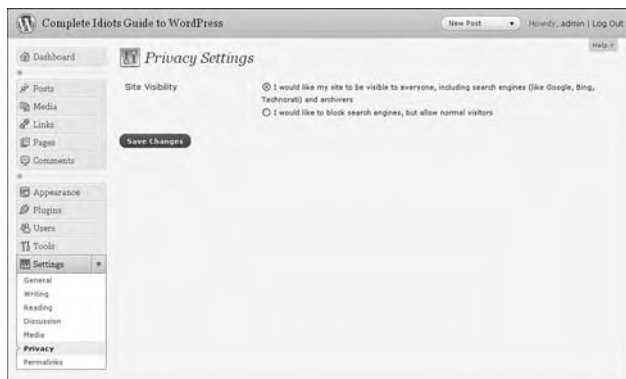 Complete Idiots Guide to WordPress
New Post
Howdy, admin | Log Out
Help
Dashboard
Privacy Settings
Site Visibility
I would like my site to be visible to everyone, including search engines (like Google, Bing,
Technorati) and archivers
I would like to block search engines, but allow normal visitors
Save Changes
Posts
Media
Links
Pages
Comments
Appearance
Plugins
Users
Tools
Settings
General
Writing
Reading
Discussion
Media
Privacy
Permalinks